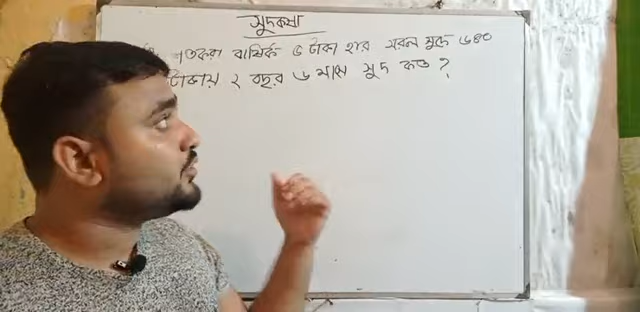 সুদকষা
শতকরা বার্ষিক ৫ টাকা হার সরল সুদে ৬৪০
টাকায় ২ বছর ৬ মাসে সুদ কত ?